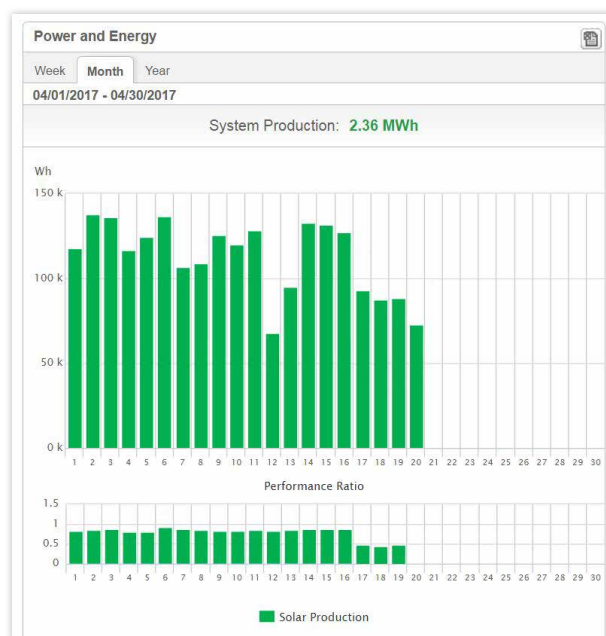 Power and Energy
Week Month Year
04/01/2017 - 04/30/2017
System Production: 2.36 MWh
Wh
150 k
100 k
50 k
0 k
1 2 3 4 5 6 7 8 9 10 11 12 13 14 15 16 17 18 19 20 21 22 23 24 25 26 27 28 29 30
Performance Ratio
1.5
1
0.5
0
1 2 3 4 5 6 7 8 9 10 11 12 13 14 15 16 17 18 19 20 21 22 23 24 25 26 27 28 29 30
Solar Production